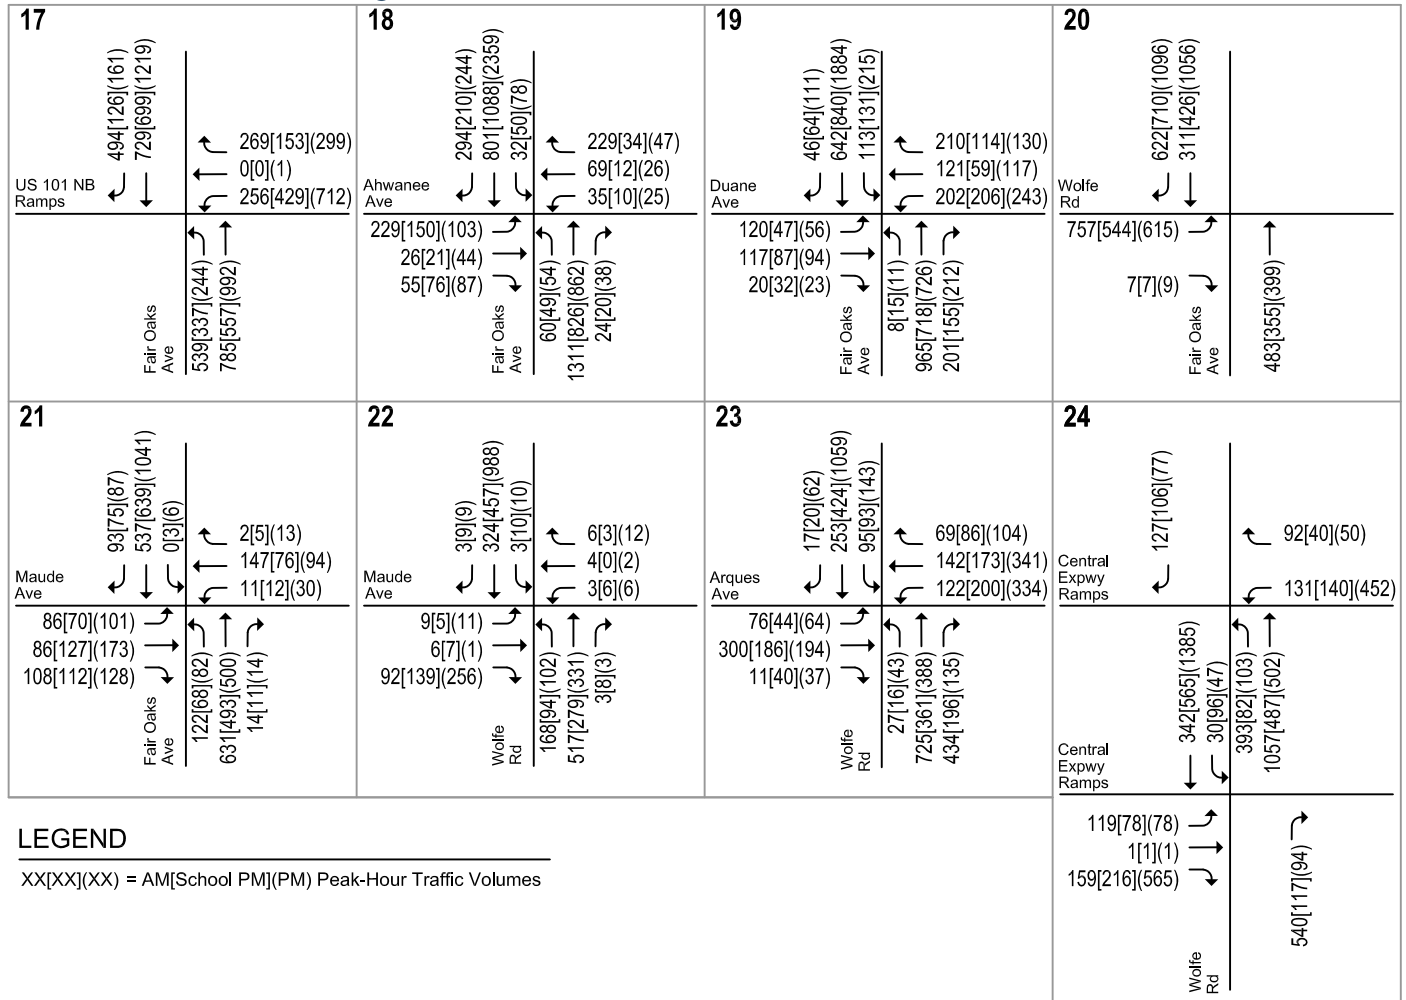 17
494[126](161)
729[699](1219)
269[153](299)
0[0](1)
256[429](712)
US 101 NB
Ramps
Fair Oaks
Ave
539[337](244)
785[557](992)
18
294[210](244)
801[1088](2359)
32[50](78)
229[34](47)
69[12](26)
35[10](25)
Ahwanee
Ave
229[150](103)
26[21](44)
55[76](87)
Fair Oaks
Ave
60[49](54)
1311[826](862)
24[20](38)
19
46[64](111)
642[840](1884)
113[131](215)
210[114](130)
121[59](117)
202[206](243)
Duane
Ave
120[47](56)
117[87](94)
20[32](23)
Fair Oaks
Ave
8[15](11)
965[718](726)
201[155](212)
20
622[710](1096)
311[426](1056)
Wolfe
Rd
757[544](615)
7[7](9)
Fair Oaks
Ave
483[355](399)
21
93[75](87)
537[639](1041)
0[3](6)
2[5](13)
147[76](94)
11[12](30)
Maude
Ave
86[70](101)
86[127](173)
108[112](128)
Fair Oaks
Ave
122[68](82)
631[493](500)
14[11](14)
22
3[9](9)
324[457](988)
3[10](10)
6[3](12)
4[0](2)
3[6](6)
Maude
Ave
9[5](11)
6[7](1)
92[139](256)
Wolfe
Rd
168[94](102)
517[279](331)
3[8](3)
23
17[20](62)
253[424](1059)
95[93](143)
69[86](104)
142[173](341)
122[200](334)
Arques
Ave
76[44](64)
300[186](194)
11[40](37)
Wolfe
Rd
27[16](43)
725[361](388)
434[196](135)
24
127[106](77)
92[40](50)
131[140](452)
Central
Expwy
Ramps
342[565](1385)
30[96](47)
393[82](103)
1057[487](502)
Central
Expwy
Ramps
119[78](78)
1[1](1)
159[216](565)
Wolfe
Rd
540[117](94)
LEGEND
XX[XX](XX) = AM[School PM](PM) Peak-Hour Traffic Volumes